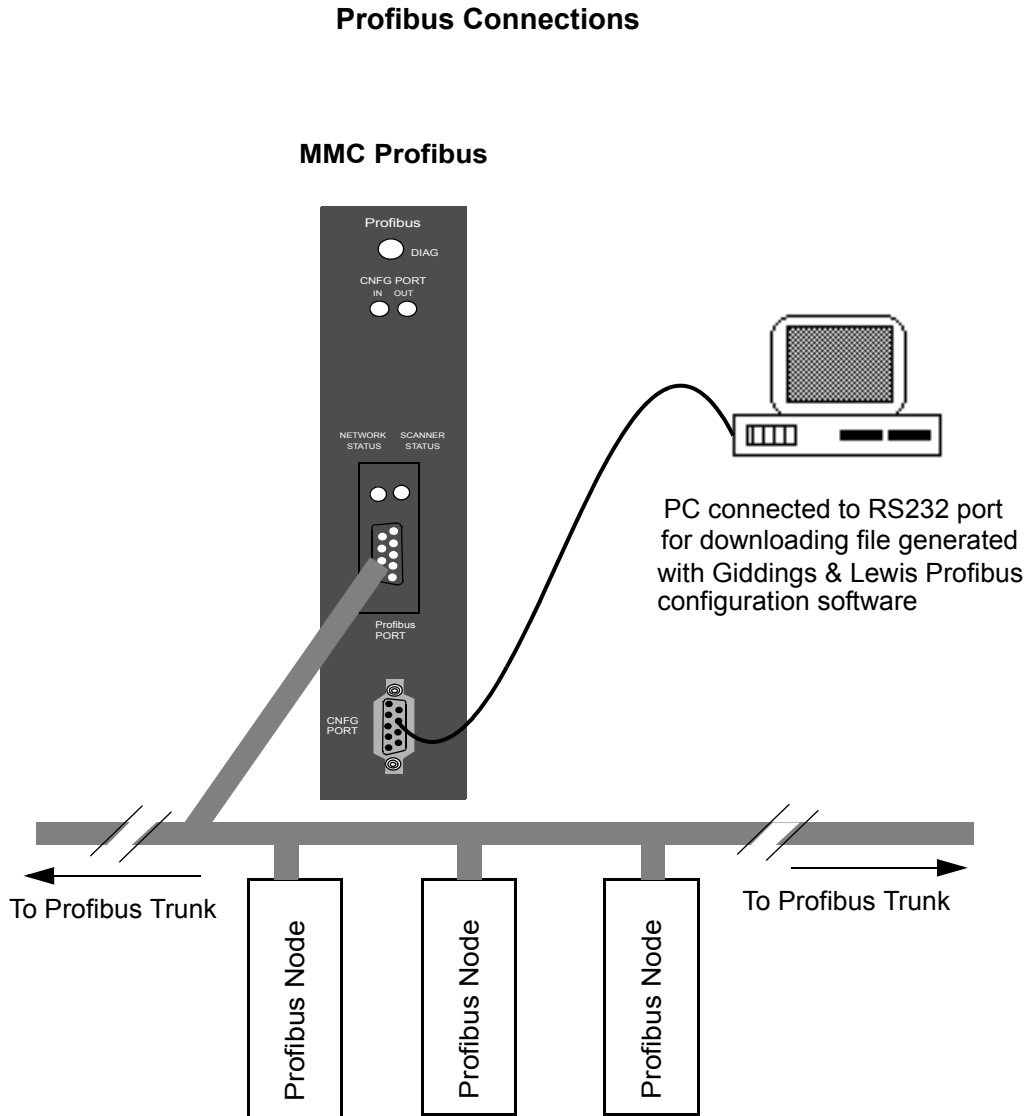 Profibus Connections
MMC Profibus
Profibus
DIAG
CNFG PORT
IN OUT
NETWORK SCANNER
STATUS STATUS
Profibus
PORT
CNFG
PORT
PC connected to RS232 port
for downloading file generated
with Giddings & Lewis Profibus
configuration software
To Profibus Trunk
To Profibus Trunk
Profibus Node
Profibus Node
Profibus Node